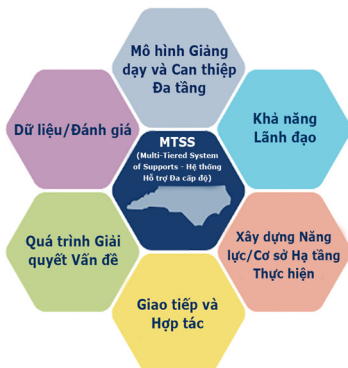 Mô hình Giảng
dạy và Can thiệp
Đa tầng
Dữ liệu/Đánh giá
Khả năng
Lãnh đạo
MTSS
(Multi-Tiered System
of Supports - Hệ thống
Hỗ trợ Đa cấp độ)
Quá trình Giải
quyết Vấn đề
Xây dựng Năng
lực/Cơ sở Hạ tầng
Thực hiện
Giao tiếp và
Hợp tác